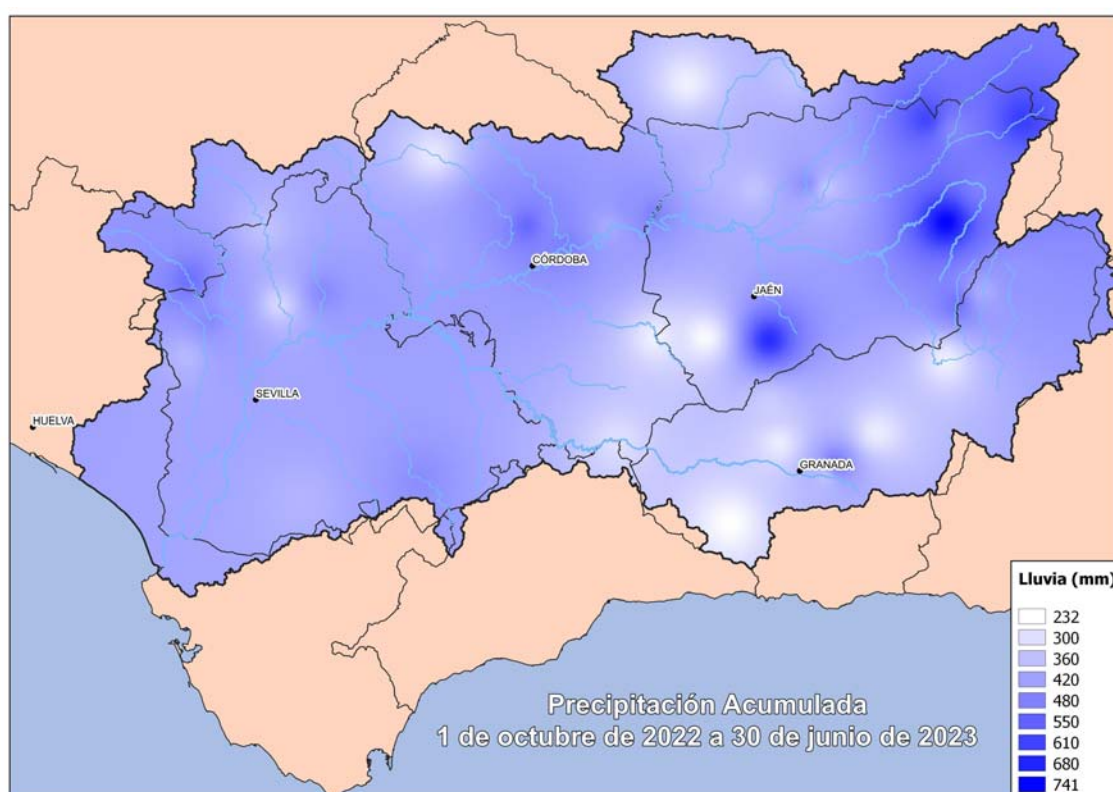 CÓRDOBA
JAÉN
SEVILLA
HUELVA
GRANADA
Lluvia (mm)
232
300
360
420
480
550
610
680
741
Precipitación Acumulada
1 de octubre de 2022 a 30 de junio de 2023